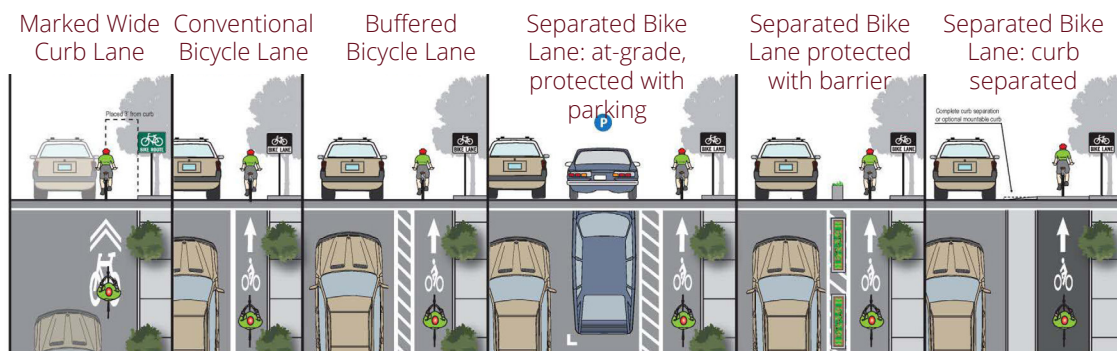 Marked Wide
Curb Lane
Conventional
Bicycle Lane
Buffered
Bicycle Lane
Separated Bike
Lane: at-grade,
protected with
parking
Separated Bike
Lane protected
with barrier
Separated Bike
Lane: curb
separated
BIKE ROUTE
BIKE LANE
BIKE LANE
P
BIKE LANE
BIKE LANE
Complete curb separation
or optional mountable curb
BIKE LANE